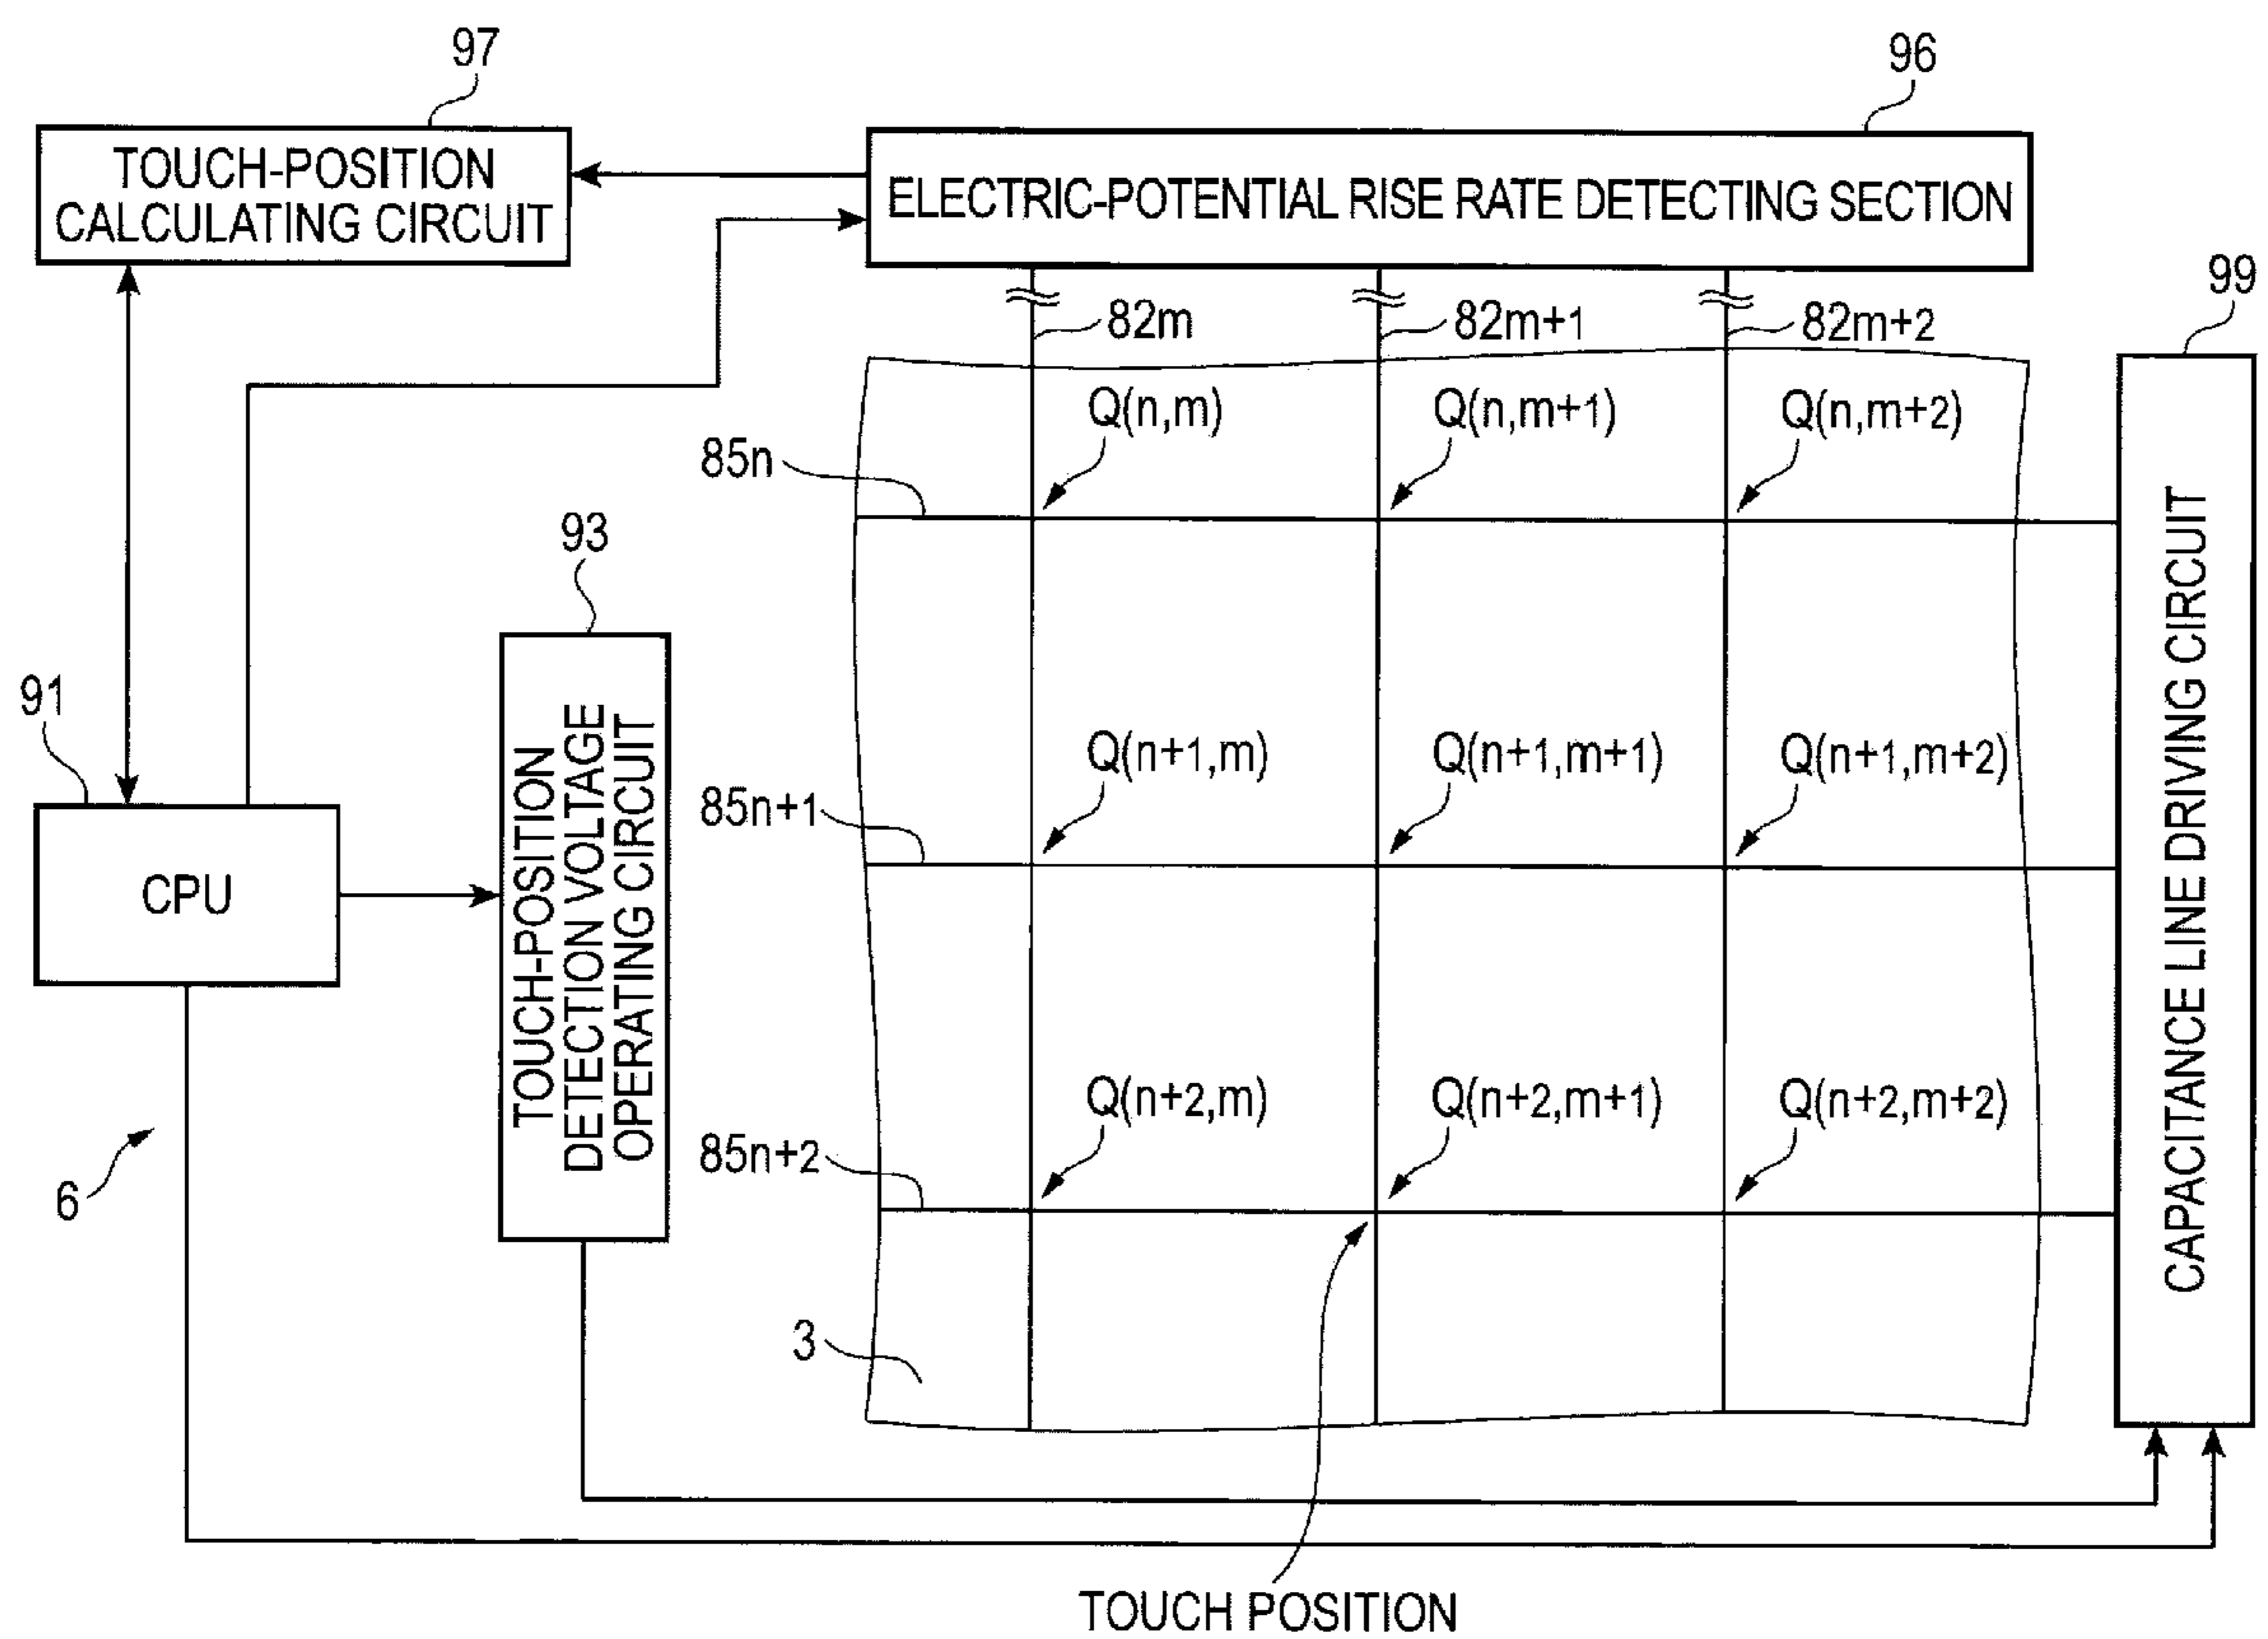 97
96
TOUCH-POSITION
CALCULATING CIRCUIT
ELECTRIC-POTENTIAL RISE RATE DETECTING SECTION
99
82m
82m+1
82m+2
Q(n,m)
Q(n,m+1)
Q(n,m+2)
85n
93
91
CPU
TOUCH-POSITION
DETECTION VOLTAGE
OPERATING CIRCUIT
Q(n+1,m)
Q(n+1,m+1)
Q(n+1,m+2)
85n+1
CAPACITANCE LINE DRIVING CIRCUIT
Q(n+2,m)
Q(n+2,m+1)
Q(n+2,m+2)
85n+2
6
3
TOUCH POSITION